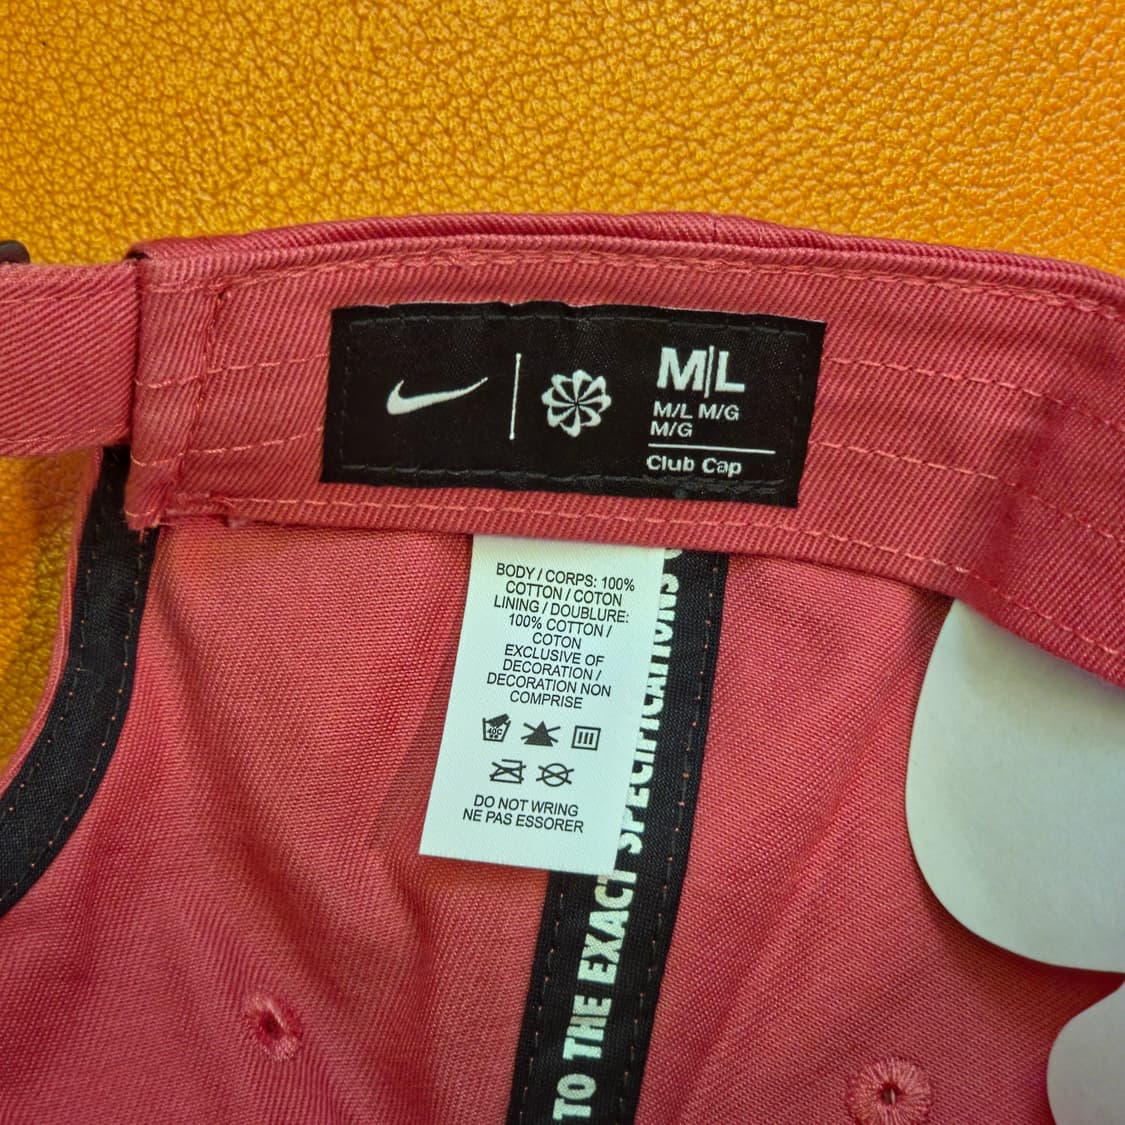 M|L
M/L M/G
M/G
Club Cap
BODY / CORPS: 100%
COTTON / COTON
LINING / DOUBLURE:
100% COTTON /
COTON
EXCLUSIVE OF
DECORATION /
DECORATION NON
COMPRISE
40C
DO NOT WRING
NE PAS ESSORER
TO THE EXACT SPECIFICATIONS